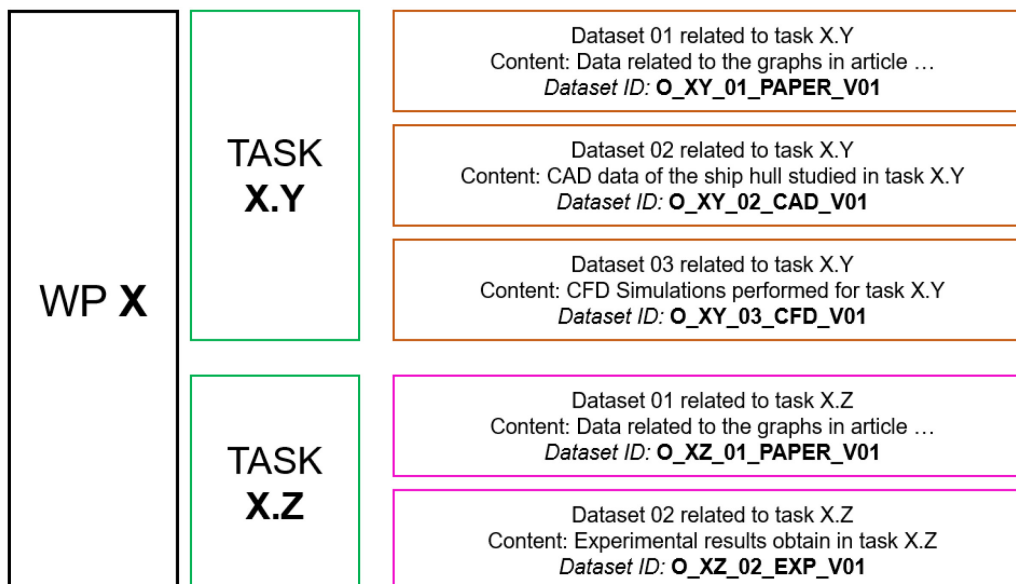 WP X
TASK
X.Y
Dataset 01 related to task X.Y
Content: Data related to the graphs in article …
Dataset ID: O_XY_01_PAPER_V01
Dataset 02 related to task X.Y
Content: CAD data of the ship hull studied in task X.Y
Dataset ID: O_XY_02_CAD_V01
Dataset 03 related to task X.Y
Content: CFD Simulations performed for task X.Y
Dataset ID: O_XY_03_CFD_V01
TASK
X.Z
Dataset 01 related to task X.Z
Content: Data related to the graphs in article …
Dataset ID: O_XZ_01_PAPER_V01
Dataset 02 related to task X.Z
Content: Experimental results obtain in task X.Z
Dataset ID: O_XZ_02_EXP_V01